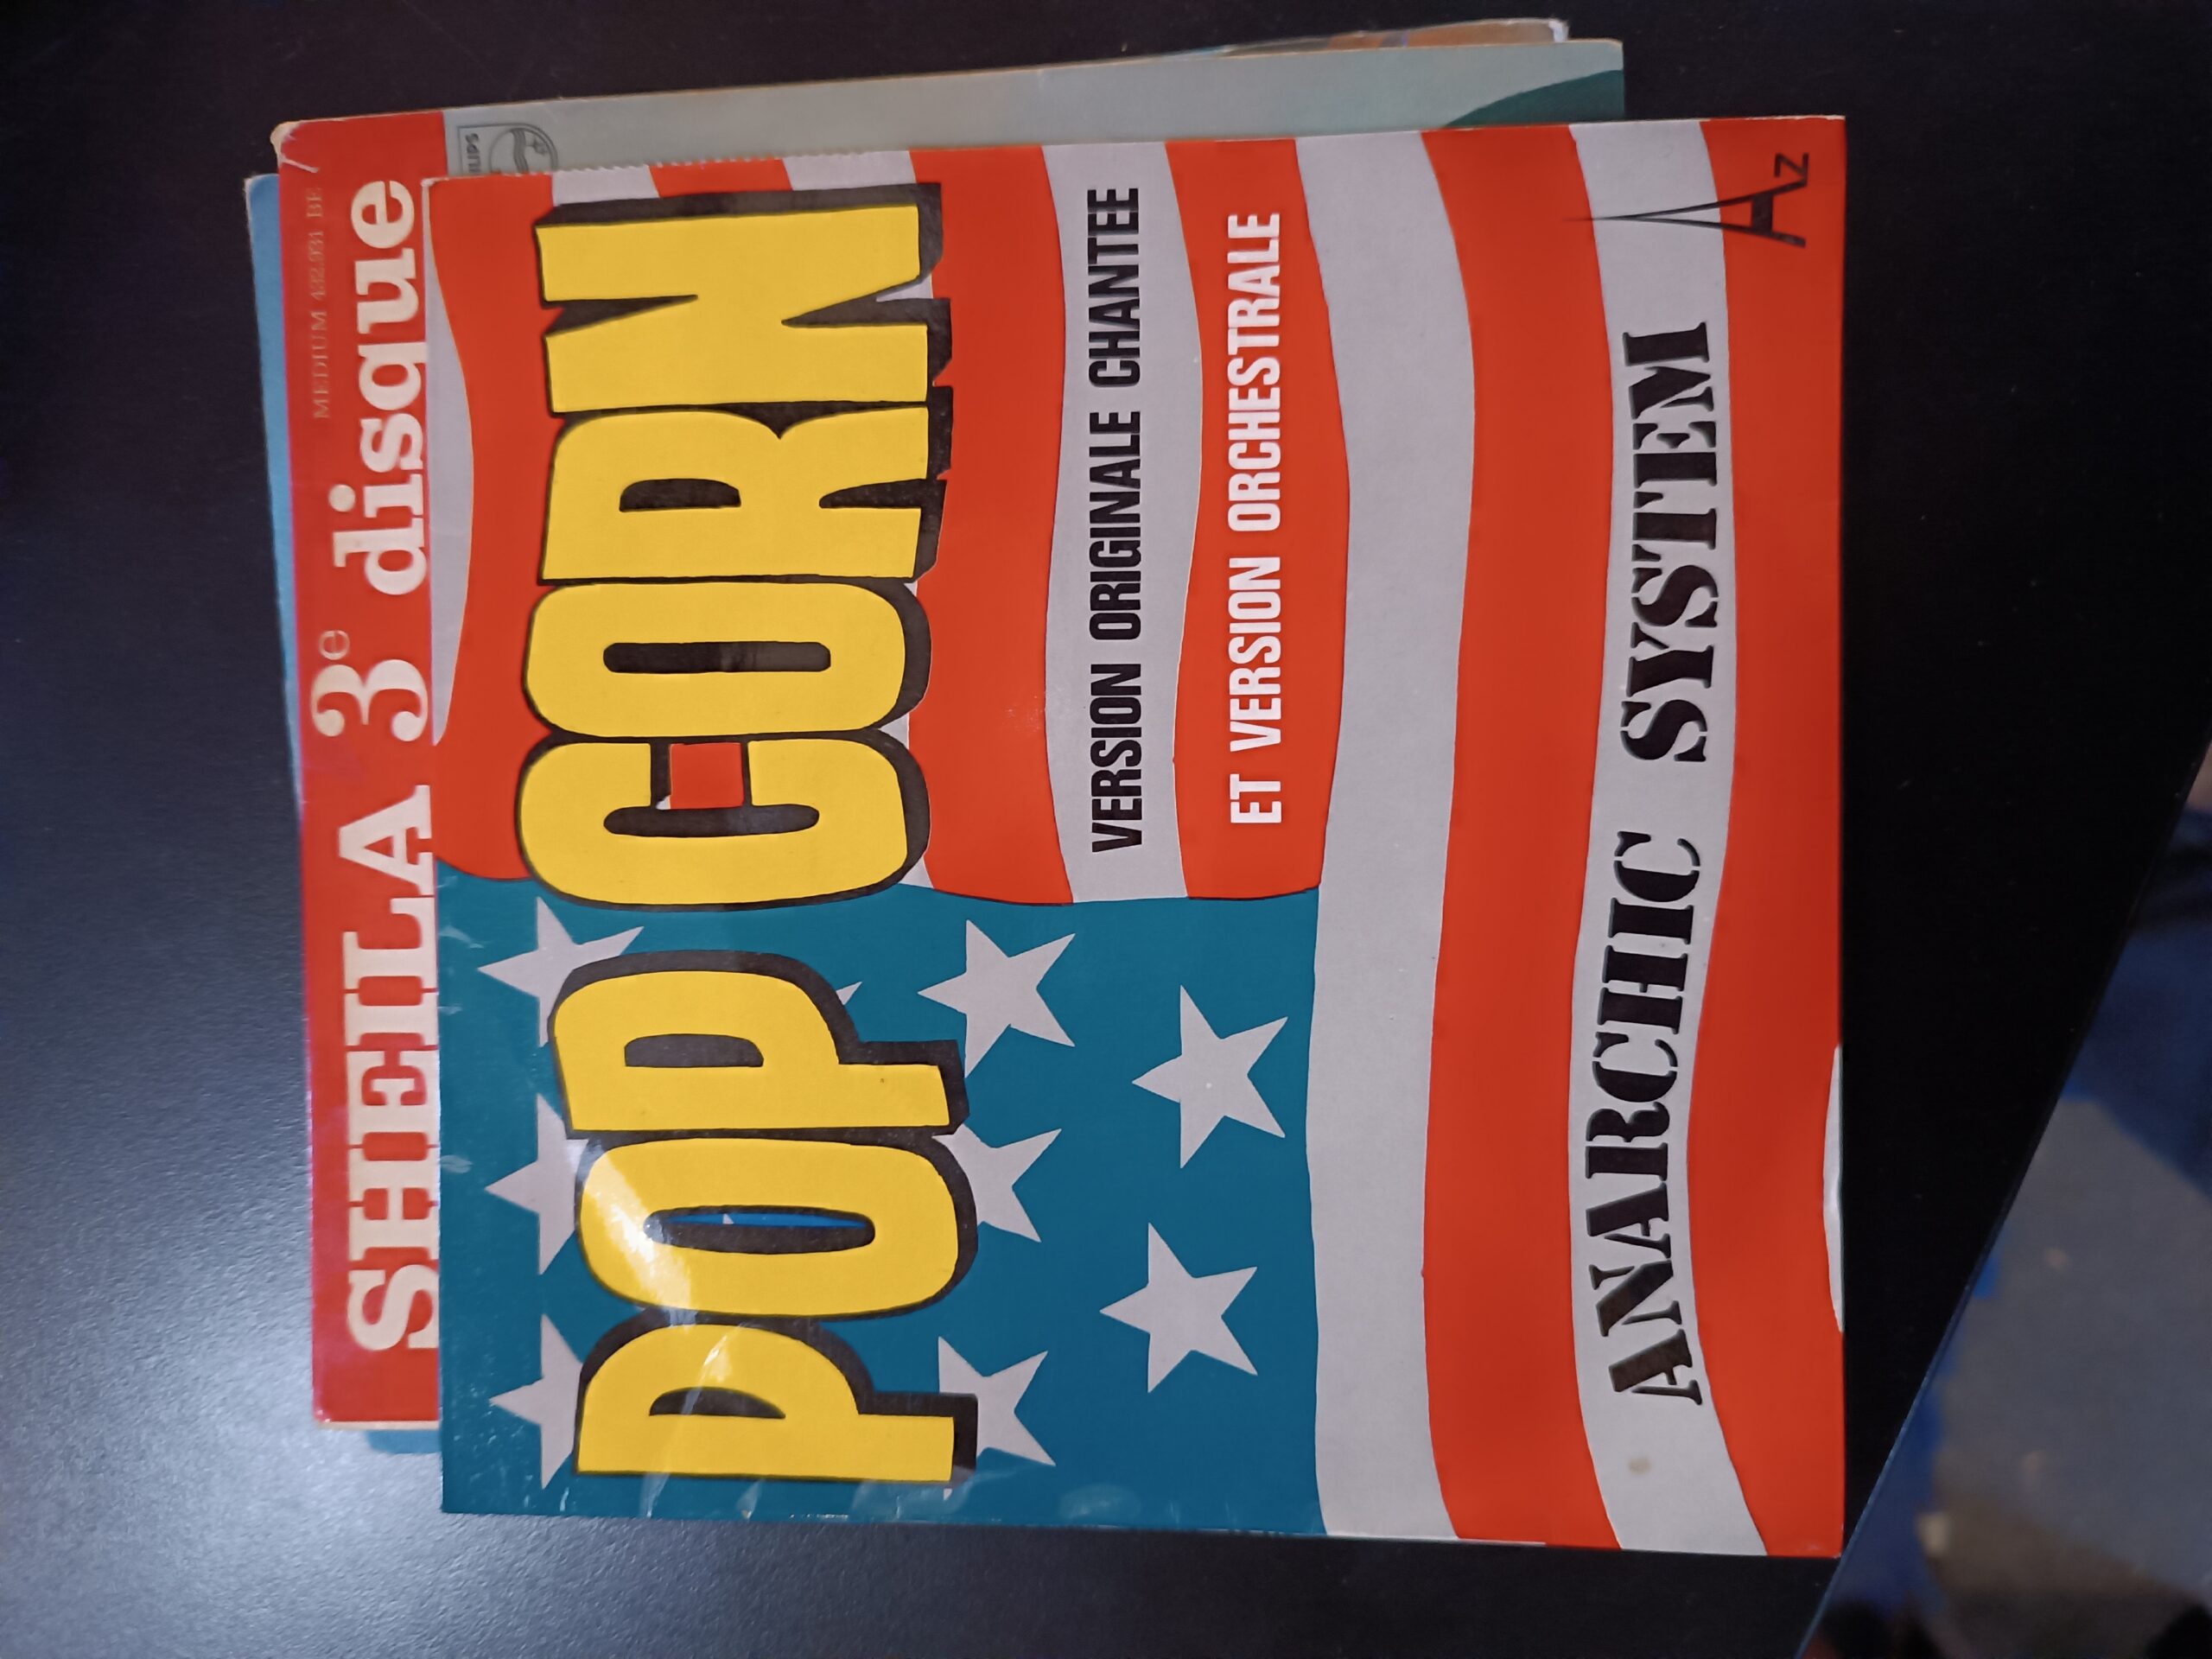 MEDIUM 432.931 BE
SHEILA 3e disque
POP CORN
VERSION ORIGINALE CHANTEE
ET VERSION ORCHESTRALE
ANARCHIC SYSTEM
AZ